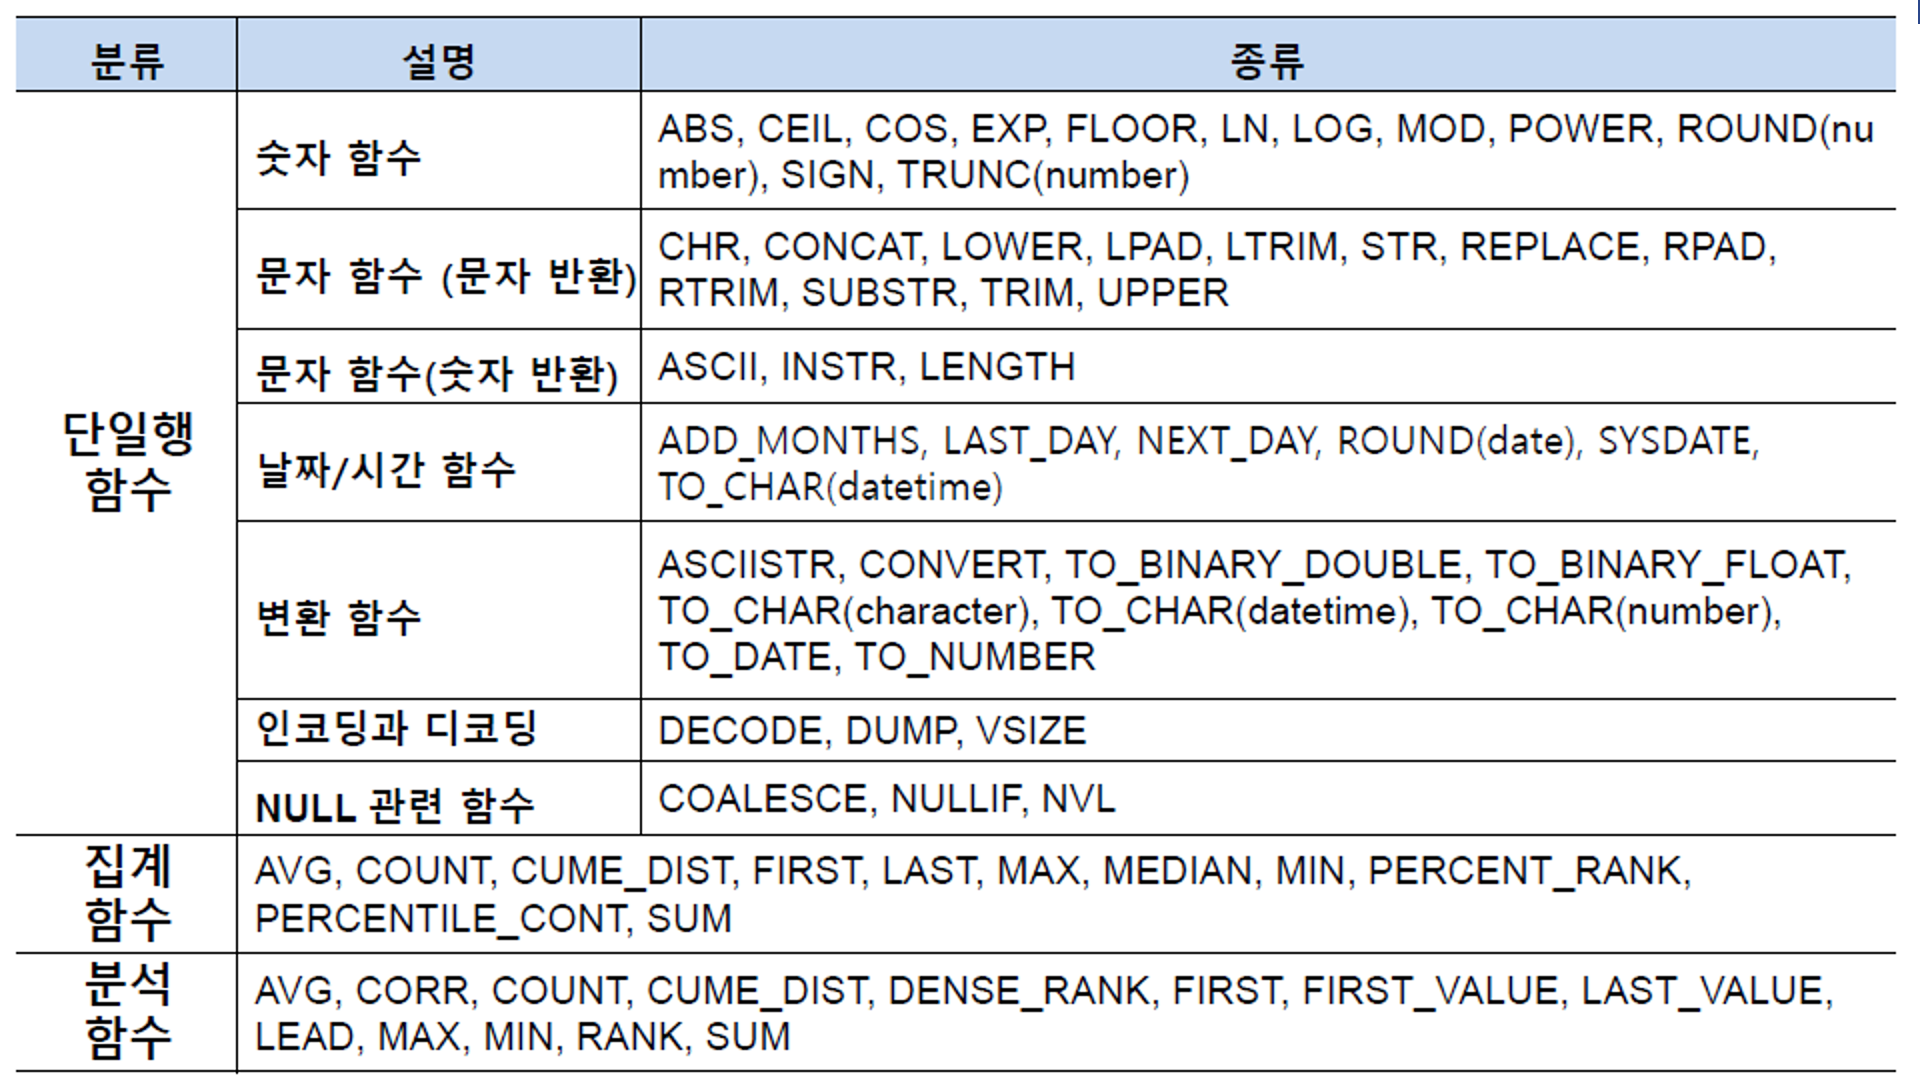 분류 설명 종류
단일행
함수
숫자 함수
ABS, CEIL, COS, EXP, FLOOR, LN, LOG, MOD, POWER, ROUND(nu
mber), SIGN, TRUNC(number)
문자 함수 (문자 반환)
CHR, CONCAT, LOWER, LPAD, LTRIM, STR, REPLACE, RPAD,
RTRIM, SUBSTR, TRIM, UPPER
문자 함수(숫자 반환)
ASCII, INSTR, LENGTH
날짜/시간 함수
ADD_MONTHS, LAST_DAY, NEXT_DAY, ROUND(date), SYSDATE,
TO_CHAR(datetime)
변환 함수
ASCIISTR, CONVERT, TO_BINARY_DOUBLE, TO_BINARY_FLOAT,
TO_CHAR(character), TO_CHAR(datetime), TO_CHAR(number),
TO_DATE, TO_NUMBER
인코딩과 디코딩
DECODE, DUMP, VSIZE
NULL 관련 함수
COALESCE, NULLIF, NVL
집계
함수
AVG, COUNT, CUME_DIST, FIRST, LAST, MAX, MEDIAN, MIN, PERCENT_RANK,
PERCENTILE_CONT, SUM
분석
함수
AVG, CORR, COUNT, CUME_DIST, DENSE_RANK, FIRST, FIRST_VALUE, LAST_VALUE,
LEAD, MAX, MIN, RANK, SUM